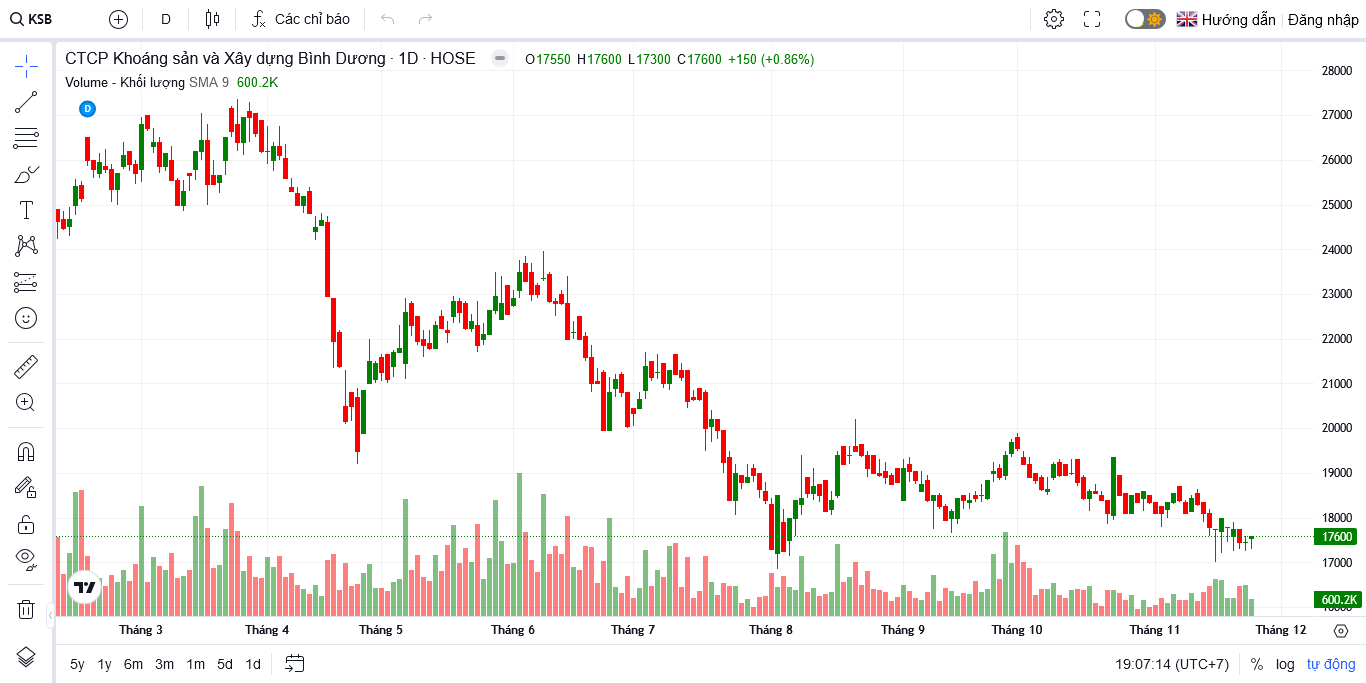 KSB D Các chỉ báo Hướng dẫn Đăng nhập
CTCP Khoáng sản và Xây dựng Bình Dương · 1D · HOSE O17550 H17600 L17300 C17600 +150 (+0.86%)
Volume - Khối lượng SMA 9 600.2K
D
28000
27000
26000
25000
24000
23000
22000
21000
20000
19000
18000
17600
17000
600.2K
Tháng 3 Tháng 4 Tháng 5 Tháng 6 Tháng 7 Tháng 8 Tháng 9 Tháng 10 Tháng 11 Tháng 12
5y 1y 6m 3m 1m 5d 1d 19:07:14 (UTC+7) % log tự động